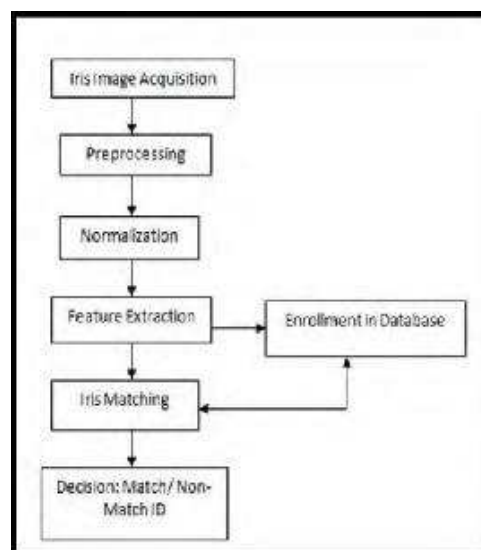 Iris Image Acquisition
Preprocessing
Normalization
Feature Extraction
Enrollment in Database
Iris Matching
Decision: Match/ Non-
Match ID